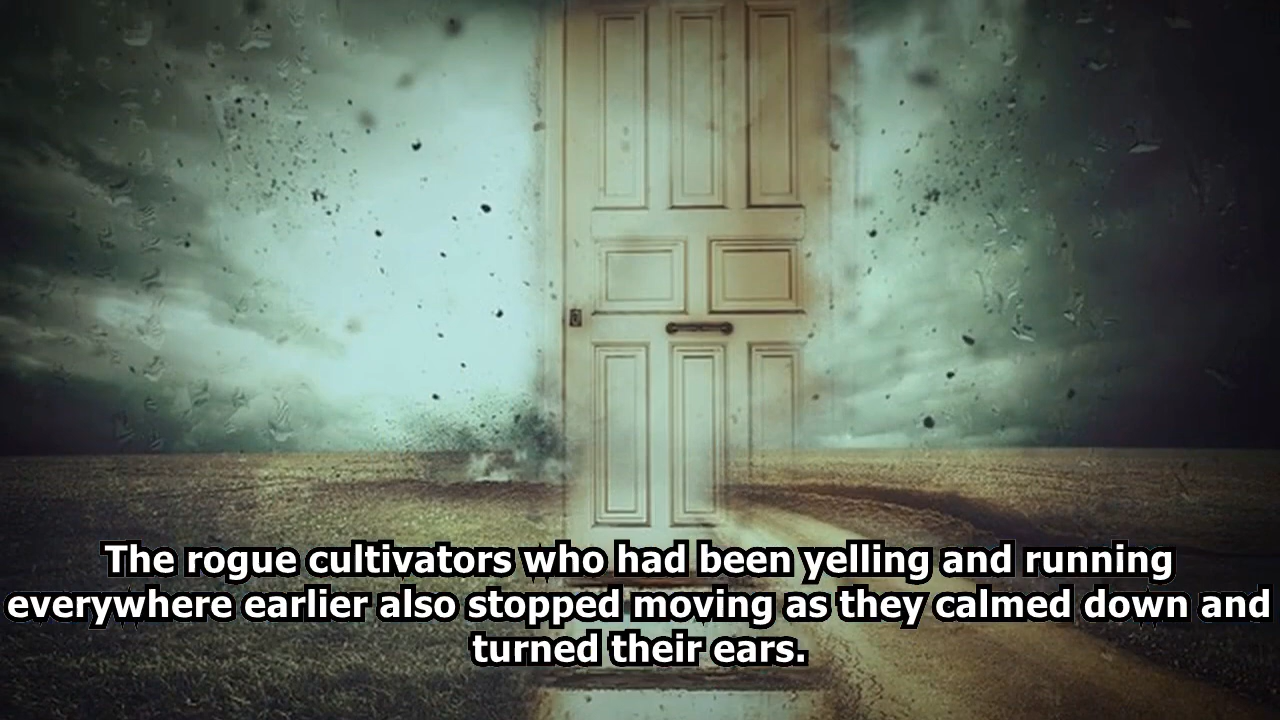 The rogue cultivators who had been yelling and running
everywhere earlier also stopped moving as they calmed down and
turned their ears.